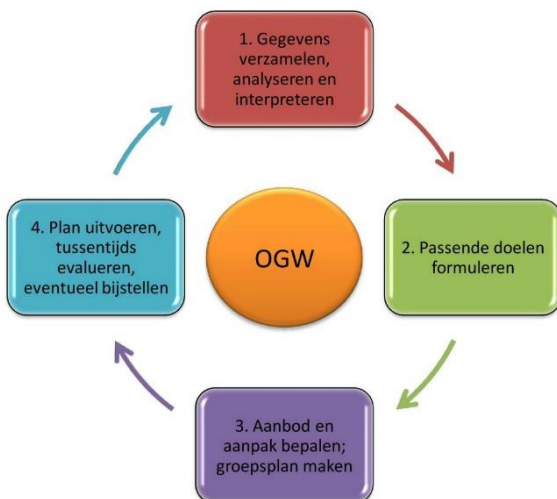 1. Gegevens
verzamelen,
analyseren en
interpreteren
2. Passende doelen
formuleren
3. Aanbod en
aanpak bepalen;
groepsplan maken
4. Plan uitvoeren,
tussentijds
evalueren,
eventueel bijstellen
OGW